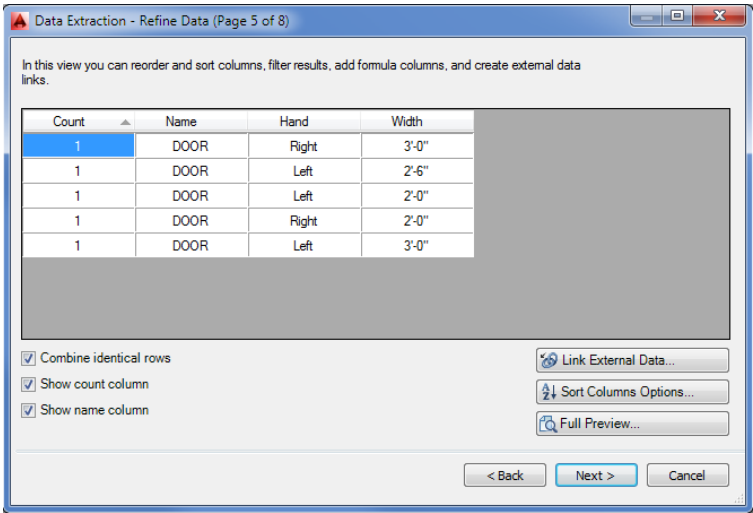 Data Extraction - Refine Data (Page 5 of 8)
In this view you can reorder and sort columns, filter results, add formula columns, and create external data
links.
Count Name Hand Width
1 DOOR Right 3'-0"
1 DOOR Left 2'-6"
1 DOOR Left 2'-0"
1 DOOR Right 2'-0"
1 DOOR Left 3'-0"
Combine identical rows
Show count column
Show name column
Link External Data...
Sort Columns Options...
Full Preview...
< Back Next > Cancel